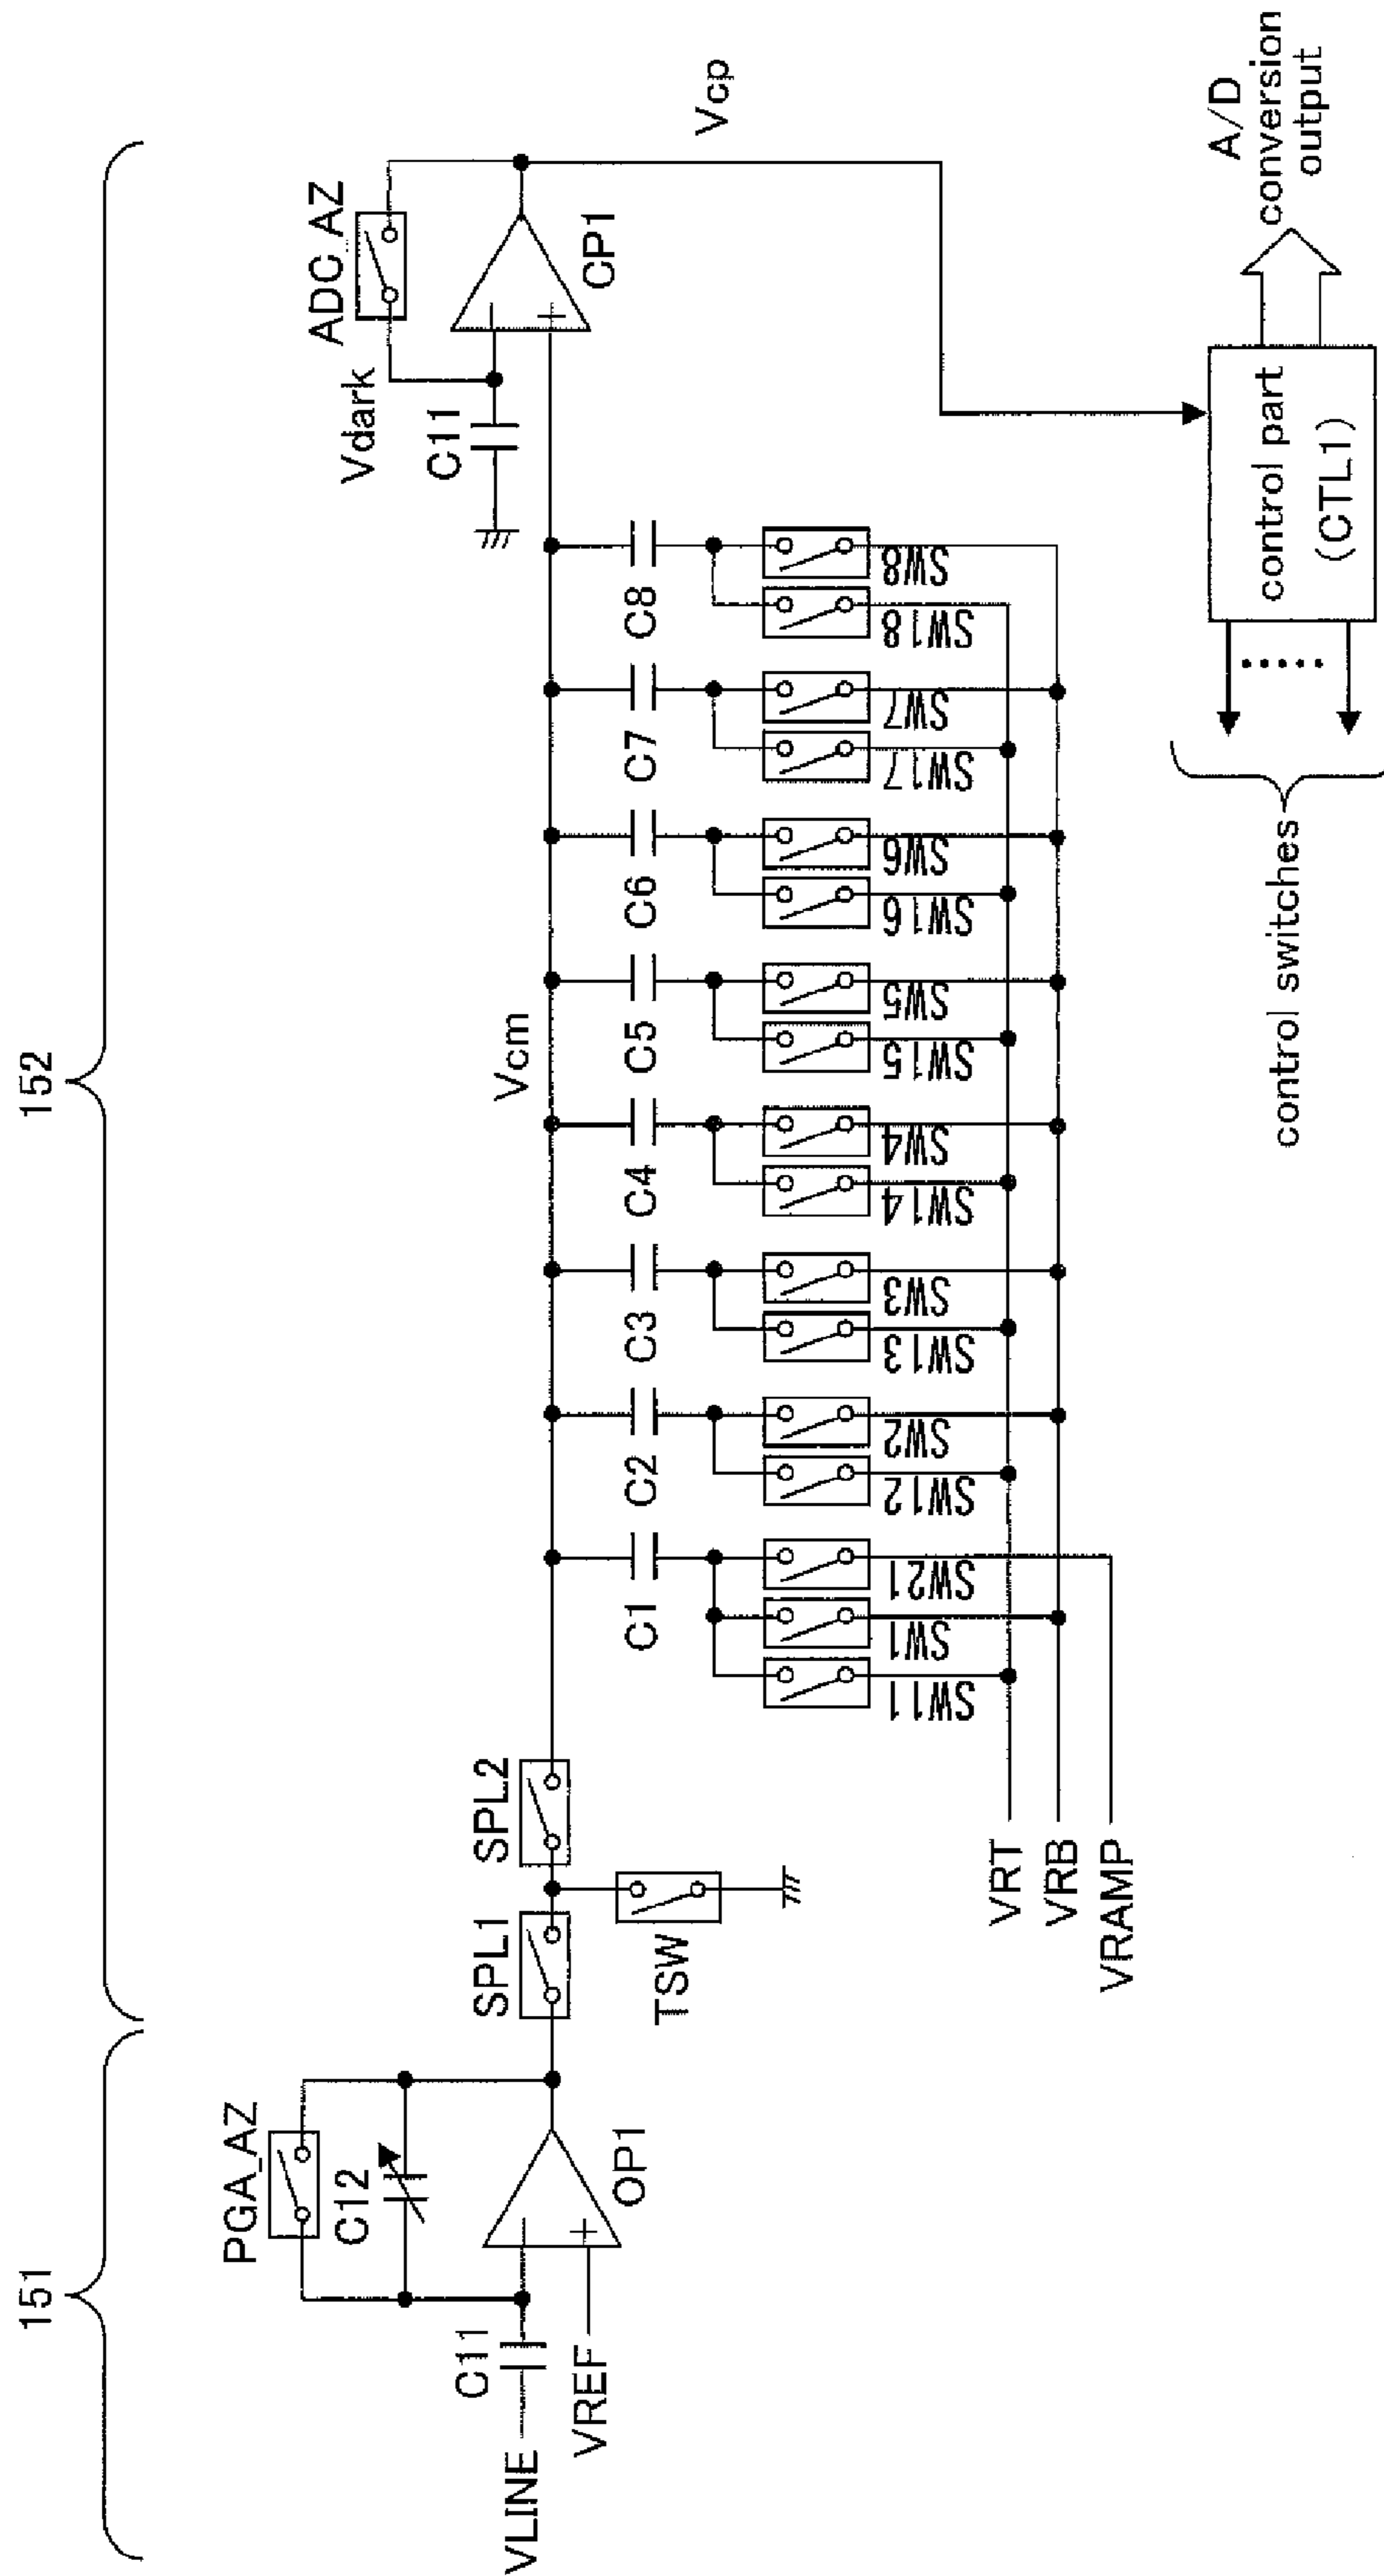 151
152
PGA_AZ
C12
C11
VLINE
VREF
OP1
SPL1
SPL2
TSW
Vcm
C1
C2
C3
C4
C5
C6
C7
C8
SW11
SW1
SW21
SW12
SW2
SW13
SW3
SW14
SW4
SW15
SW5
SW16
SW6
SW17
SW7
SW18
SW8
VRT
VRB
VRAMP
ADC_AZ
Vdark
C11
CP1
Vcp
control part
(CTL1)
A/D
conversion
output
control switches